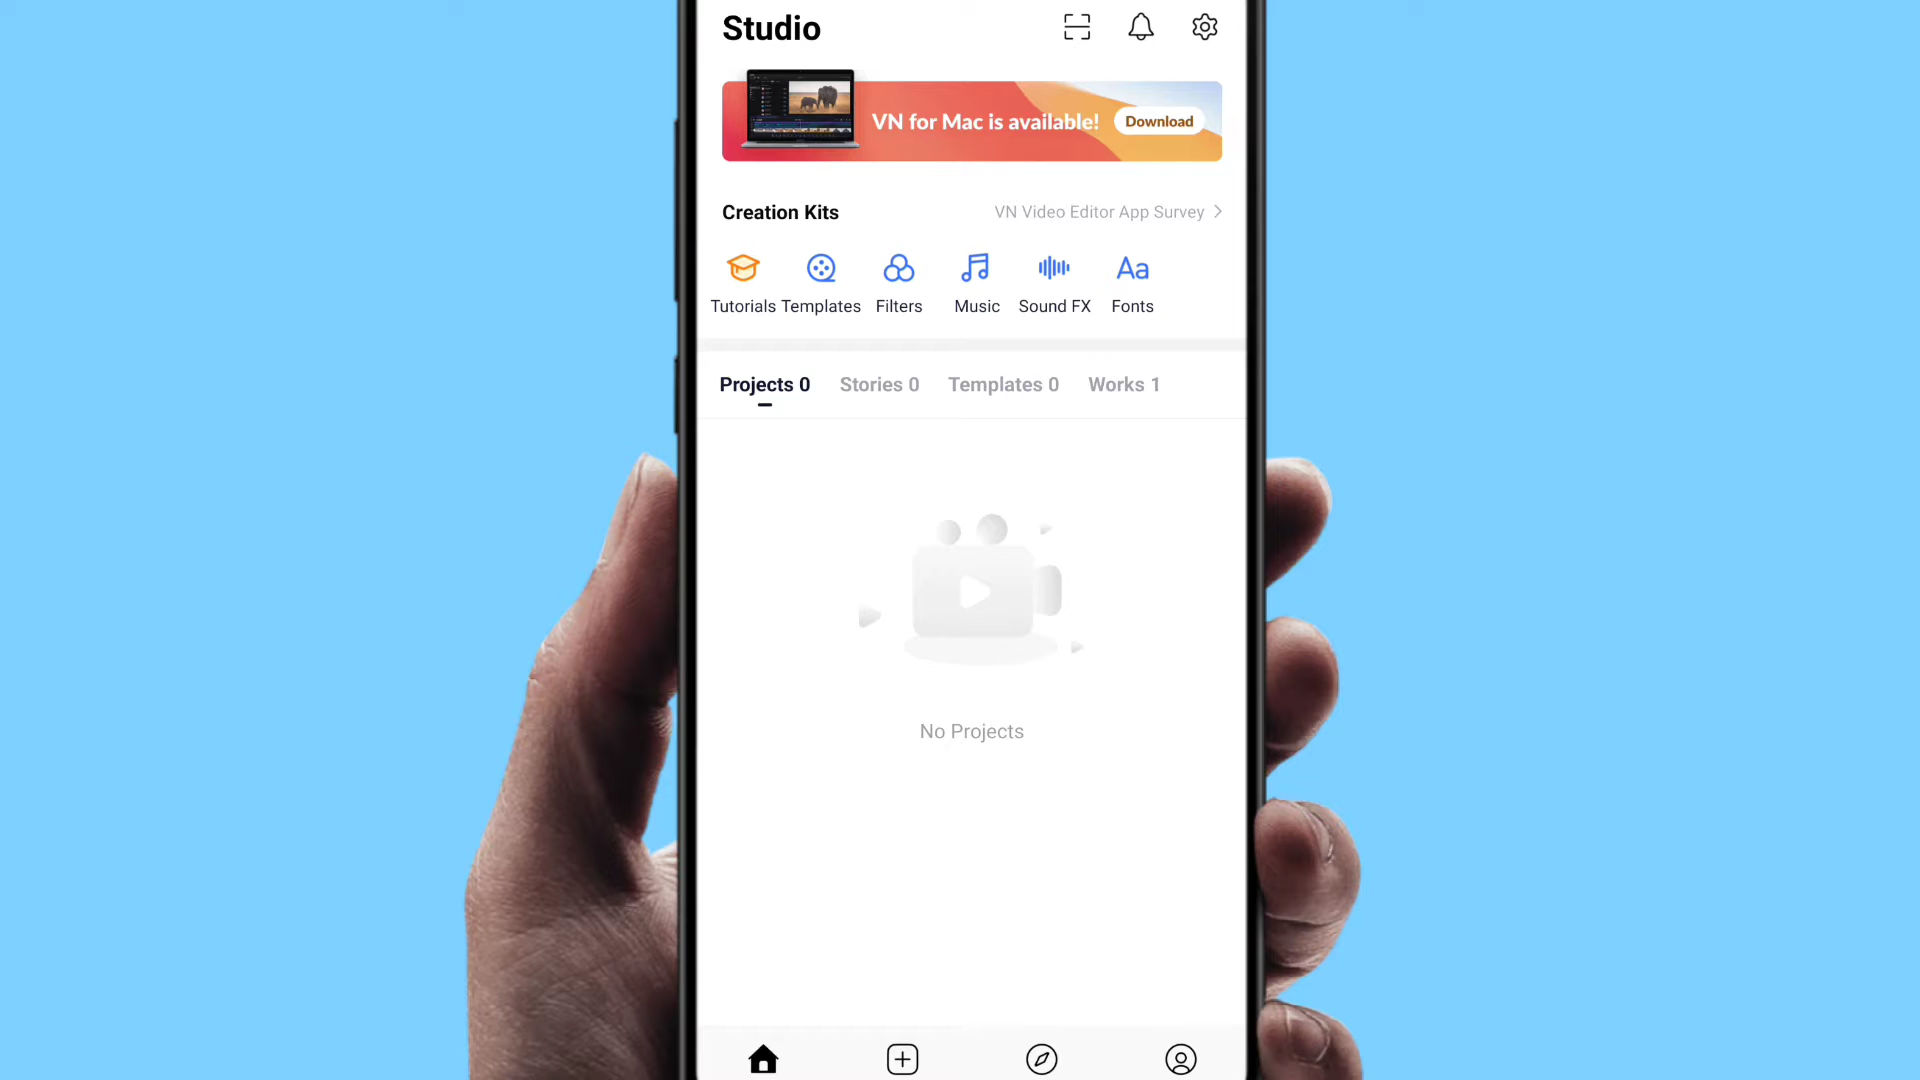 Studio
VN for Mac is available! Download
Creation Kits VN Video Editor App Survey
Aa
Tutorials Templates Filters Music Sound FX Fonts
Projects 0 Stories 0 Templates 0 Works 1
No Projects